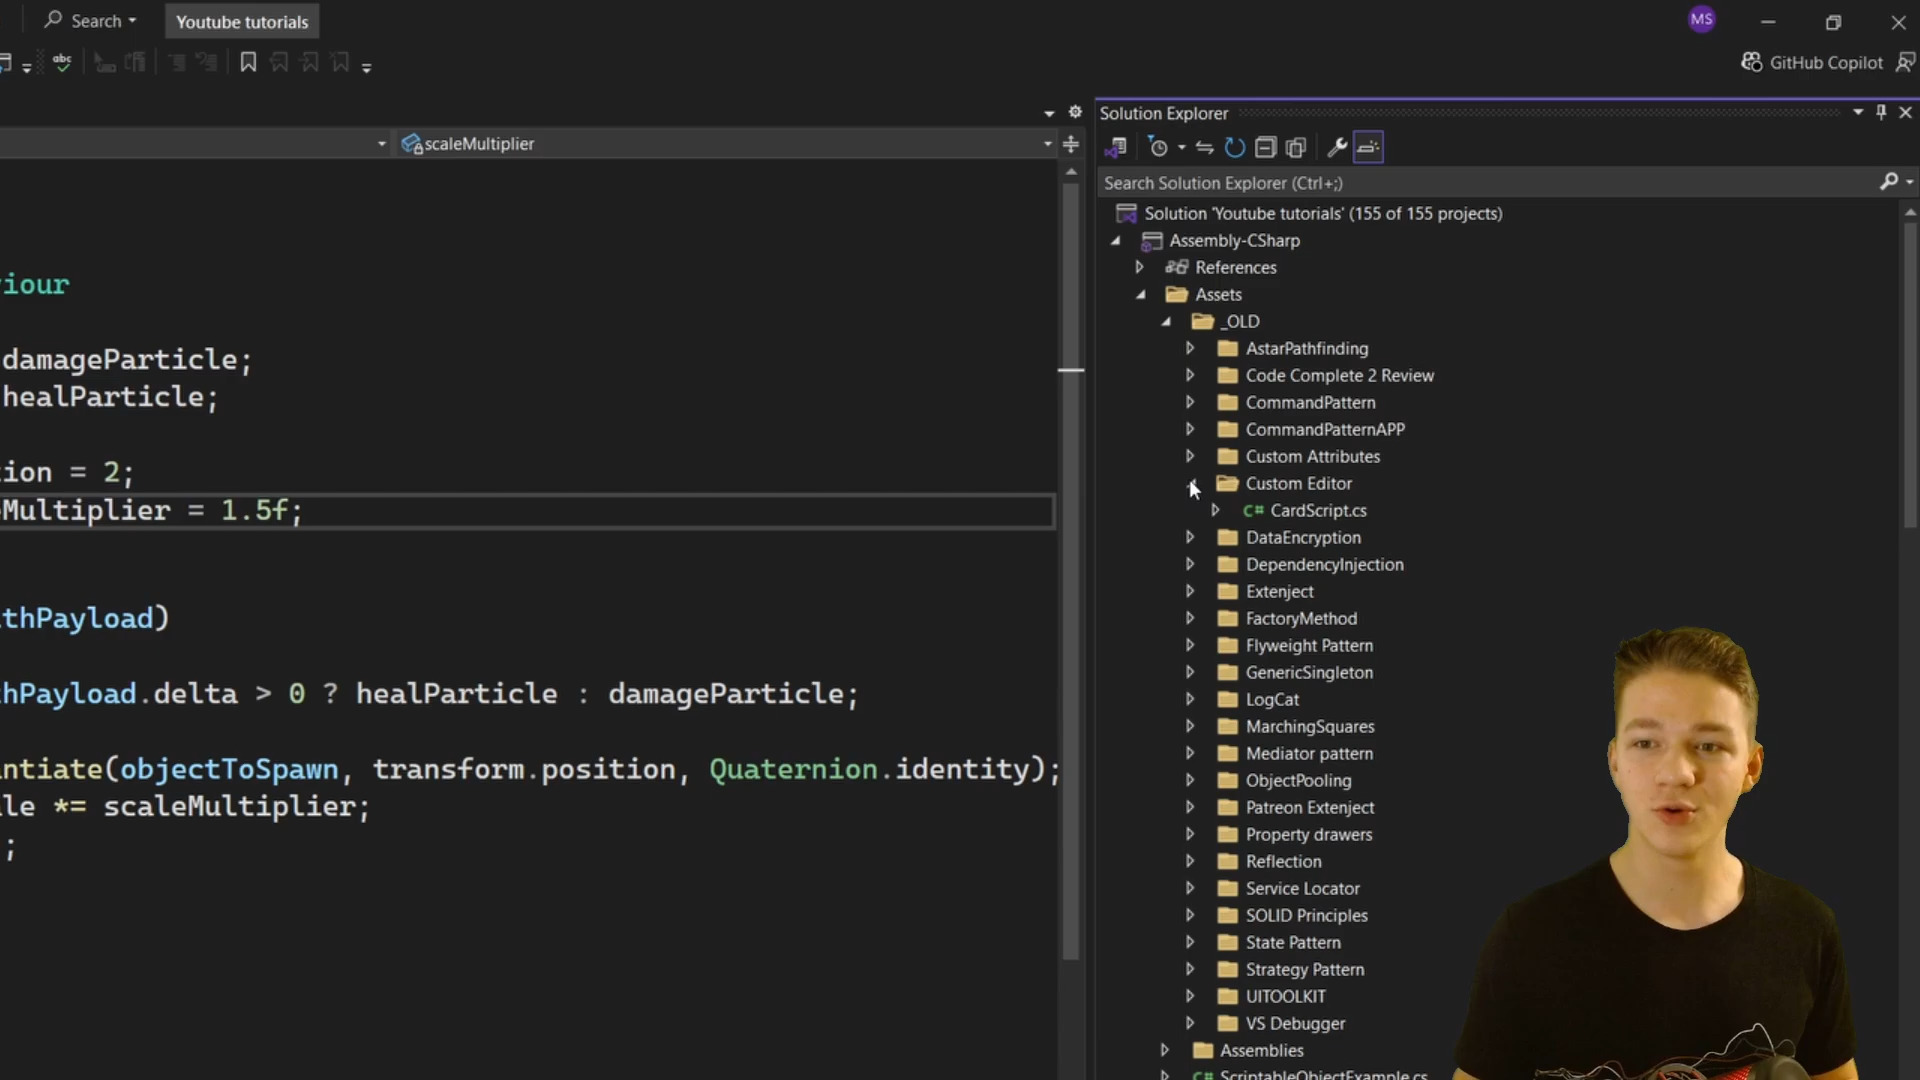 Search
Youtube tutorials
MS
abc
GitHub Copilot
scaleMultiplier
iour
damageParticle;
healParticle;
ion = 2;
Multiplier = 1.5f;
thPayload)
hPayload.delta > 0 ? healParticle : damageParticle;
ntiate(objectToSpawn, transform.position, Quaternion.identity);
le *= scaleMultiplier;
;
Solution Explorer
Search Solution Explorer (Ctrl+;)
Solution 'Youtube tutorials' (155 of 155 projects)
Assembly-CSharp
References
Assets
_OLD
AstarPathfinding
Code Complete 2 Review
CommandPattern
CommandPatternAPP
Custom Attributes
Custom Editor
C# CardScript.cs
DataEncryption
DependencyInjection
Extenject
FactoryMethod
Flyweight Pattern
GenericSingleton
LogCat
MarchingSquares
Mediator pattern
ObjectPooling
Patreon Extenject
Property drawers
Reflection
Service Locator
SOLID Principles
State Pattern
Strategy Pattern
UITOOLKIT
VS Debugger
Assemblies
C# ScriptableObjectExample.cs